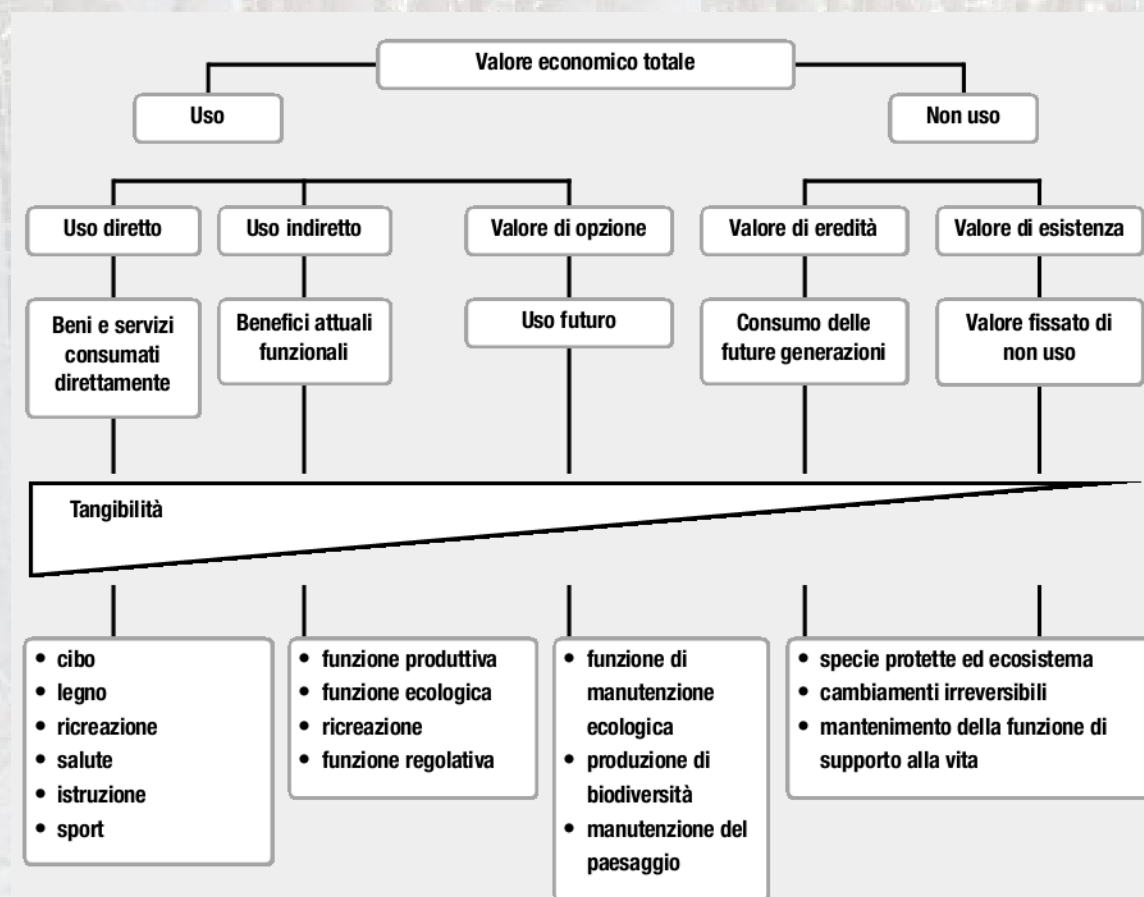 Valore economico totale
Uso
Non uso
Uso diretto
Uso indiretto
Valore di opzione
Valore di eredità
Valore di esistenza
Beni e servizi
consumati
direttamente
Benefici attuali
funzionali
Uso futuro
Consumo delle
future generazioni
Valore fissato di
non uso
Tangibilità
• cibo
• legno
• ricreazione
• salute
• istruzione
• sport
• funzione produttiva
• funzione ecologica
• ricreazione
• funzione regolativa
• funzione di
manutenzione
ecologica
• produzione di
biodiversità
• manutenzione del
paesaggio
• specie protette ed ecosistema
• cambiamenti irreversibili
• mantenimento della funzione di
supporto alla vita